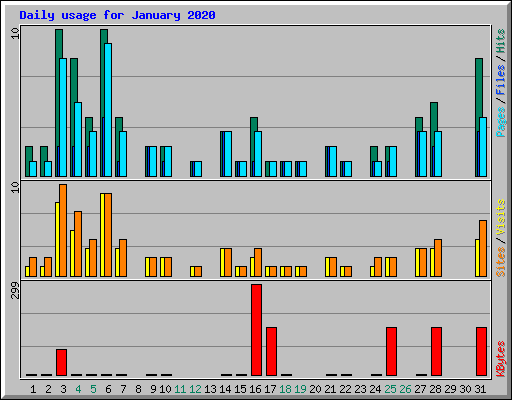 Daily usage for January 2020
10
Pages / Files / Hits
10
Sites / Visits
299
KBytes
1 2 3 4 5 6 7 8 9 10 11 12 13 14 15 16 17 18 19 20 21 22 23 24 25 26 27 28 29 30 31